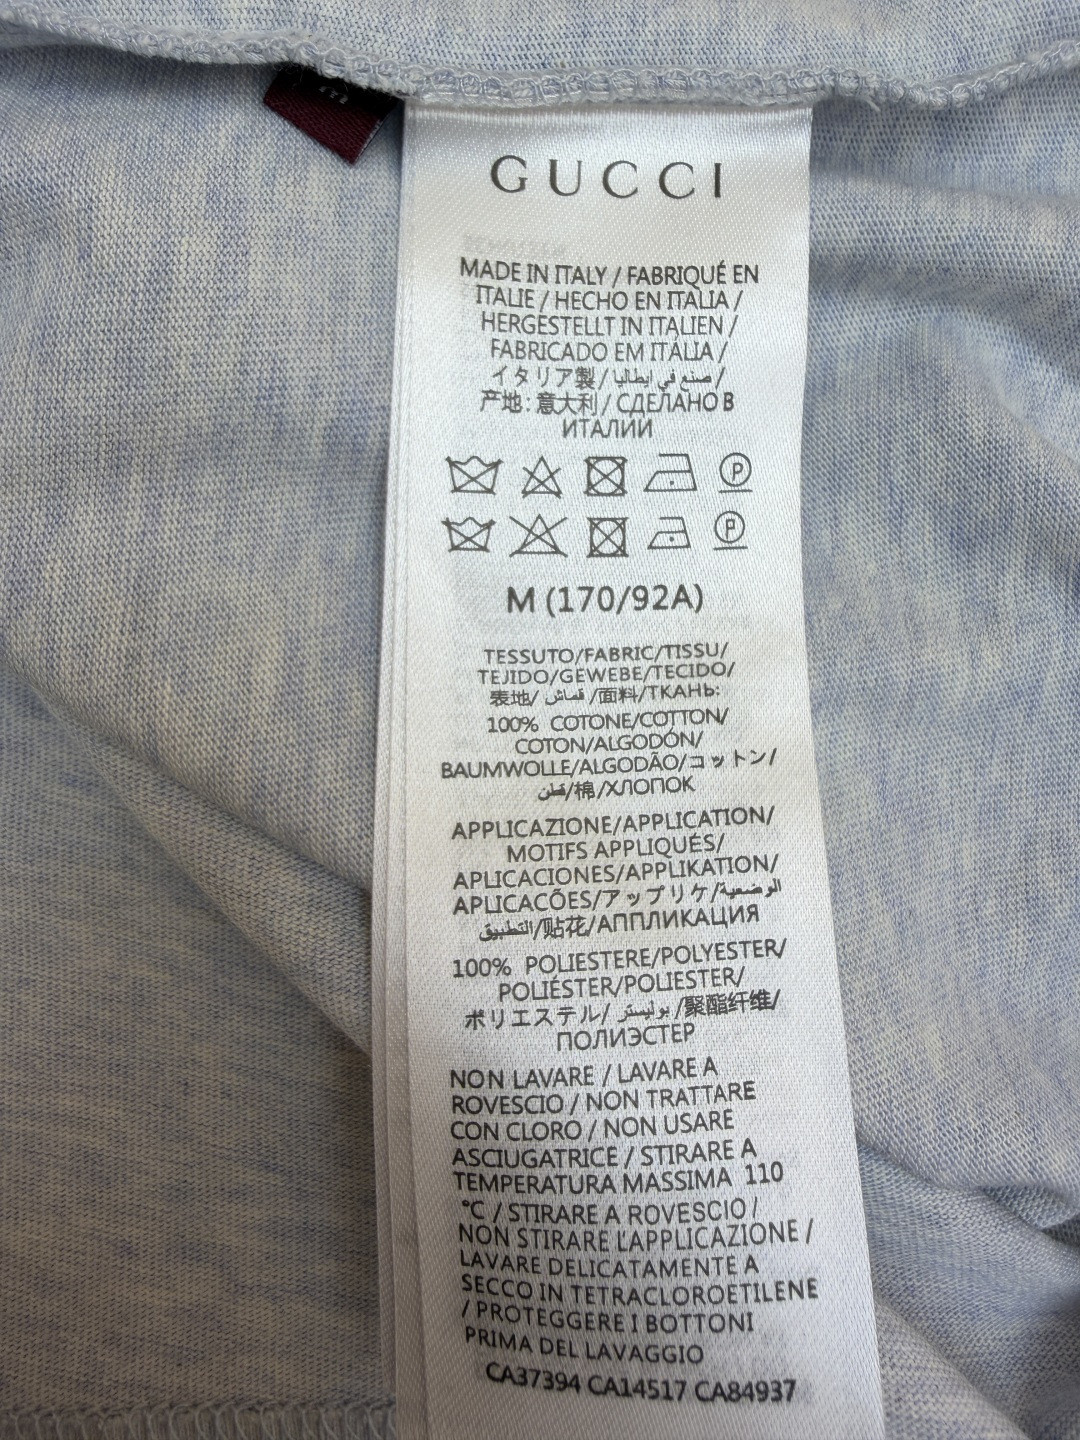 GUCCI
MADE IN ITALY / FABRIQUÉ EN
ITALIE / HECHO EN ITALIA /
HERGESTELLT IN ITALIEN /
FABRICADO EM ITÁLIA /
イタリア製 / صنع في ايطاليا /
产地: 意大利 / СДЕЛАНО В
ИТАЛИИ
P
P
M (170/92A)
TESSUTO/FABRIC/TISSU/
TEJIDO/GEWEBE/TECIDO/
表地/ قماش /面料/ТКАНЬ:
100% COTONE/COTTON/
COTON/ALGODÓN/
BAUMWOLLE/ALGODÃO/コットン/
قطن/棉/ХЛОПОК
APPLICAZIONE/APPLICATION/
MOTIFS APPLIQUÉS/
APLICACIONES/APPLIKATION/
APLICACÕES/アップリケ/الوضعية/
التطبيق/贴花/АППЛИКАЦИЯ
100% POLIESTERE/POLYESTER/
POLIÉSTER/POLIESTER/
ポリエステル/ بوليستر /聚酯纤维/
ПОЛИЭСТЕР
NON LAVARE / LAVARE A
ROVESCIO / NON TRATTARE
CON CLORO / NON USARE
ASCIUGATRICE / STIRARE A
TEMPERATURA MASSIMA 110
°C / STIRARE A ROVESCIO /
NON STIRARE L'APPLICAZIONE /
LAVARE DELICATAMENTE A
SECCO IN TETRACLOROETILENE
/ PROTEGGERE I BOTTONI
PRIMA DEL LAVAGGIO
CA37394 CA14517 CA84937